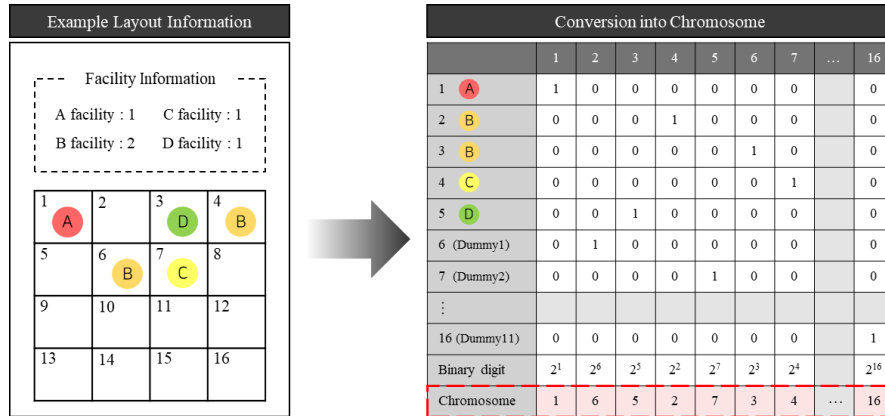 Example Layout Information
Facility Information
A facility : 1 C facility : 1
B facility : 2 D facility : 1
1 A 2 3 D 4 B
5 6 B 7 C 8
9 10 11 12
13 14 15 16
Conversion into Chromosome
1 2 3 4 5 6 7 … 16
1 A 1 0 0 0 0 0 0 0
2 B 0 0 0 1 0 0 0 0
3 B 0 0 0 0 0 1 0 0
4 C 0 0 0 0 0 0 1 0
5 D 0 0 1 0 0 0 0 0
6 (Dummy1) 0 1 0 0 0 0 0 0
7 (Dummy2) 0 0 0 0 1 0 0 0
⋮
16 (Dummy11) 0 0 0 0 0 0 0 1
Binary digit 2¹ 2⁶ 2⁵ 2² 2⁷ 2³ 2⁴ 2¹⁶
Chromosome 1 6 5 2 7 3 4 … 16